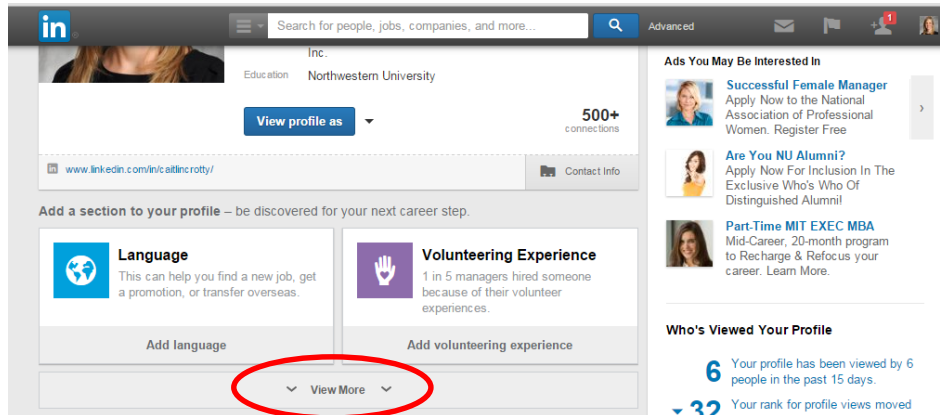 in
Search for people, jobs, companies, and more...
Advanced
1
Inc.
Education Northwestern University
View profile as
500+
connections
in www.linkedin.com/in/caitlincrotty/
Contact Info
Add a section to your profile – be discovered for your next career step.
Language
This can help you find a new job, get
a promotion, or transfer overseas.
Add language
Volunteering Experience
1 in 5 managers hired someone
because of their volunteer
experiences.
Add volunteering experience
View More
Ads You May Be Interested In
Successful Female Manager
Apply Now to the National
Association of Professional
Women. Register Free
Are You NU Alumni?
Apply Now For Inclusion In The
Exclusive Who's Who Of
Distinguished Alumni!
Part-Time MIT EXEC MBA
Mid-Career, 20-month program
to Recharge & Refocus your
career. Learn More.
Who's Viewed Your Profile
6 Your profile has been viewed by 6
people in the past 15 days.
32 Your rank for profile views moved